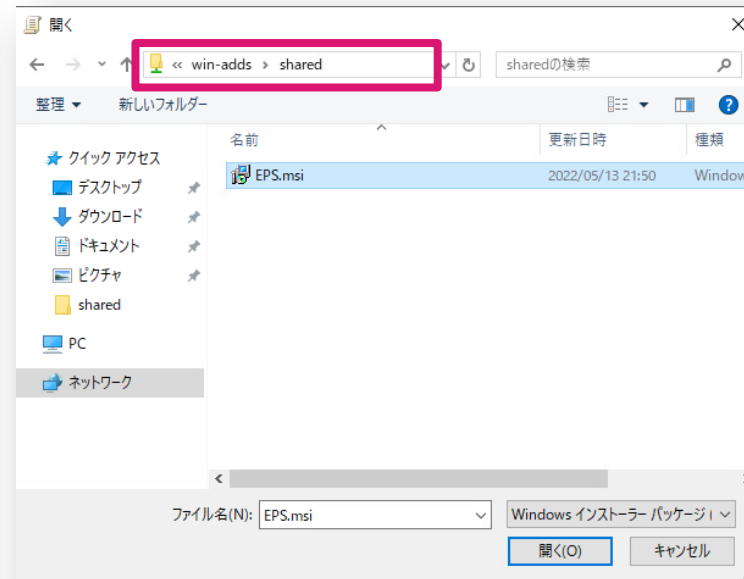 開く
« win-adds › shared
sharedの検索
整理 新しいフォルダー
名前 更新日時 種類
クイック アクセス
EPS.msi 2022/05/13 21:50 Window
デスクトップ
ダウンロード
ドキュメント
ピクチャ
shared
PC
ネットワーク
ファイル名(N): EPS.msi Windows インストーラー パッケージ (
開く(O) キャンセル